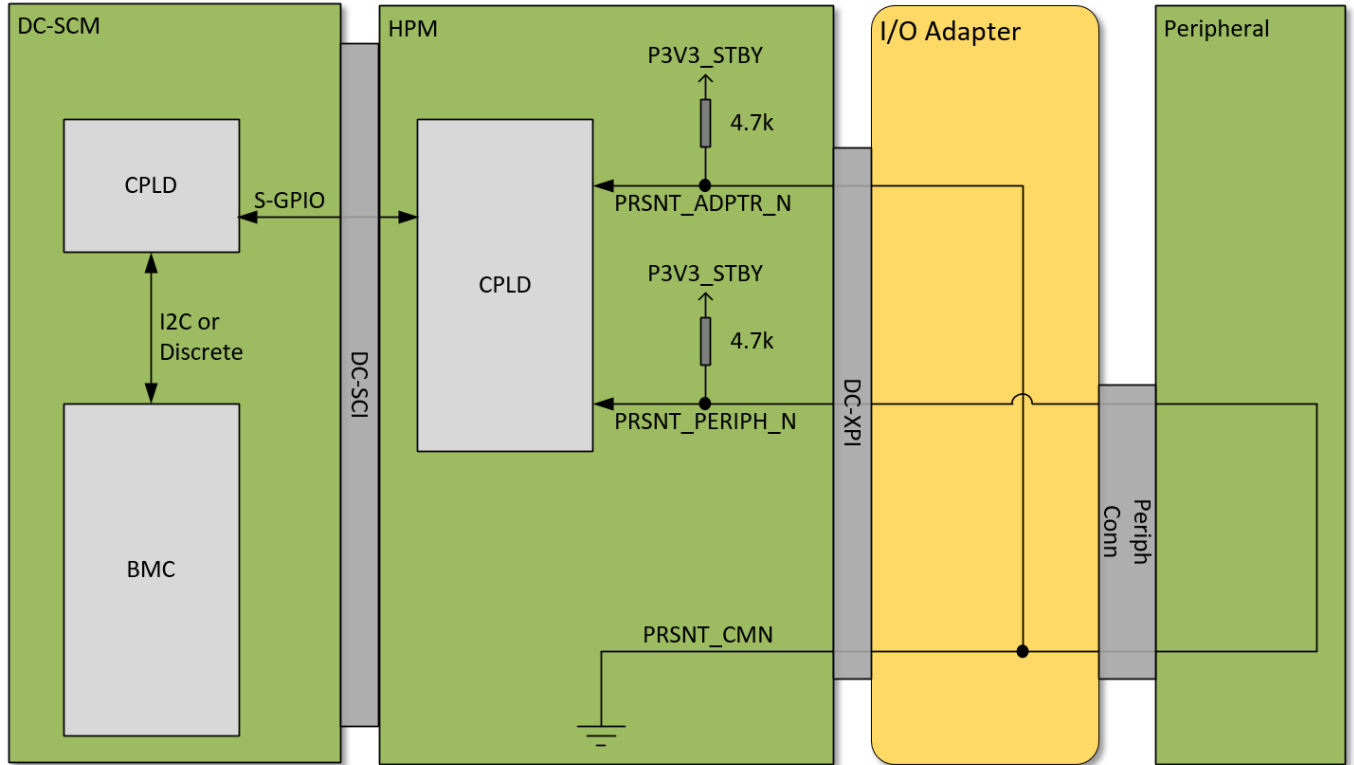 DC-SCM
HPM
I/O Adapter
Peripheral
P3V3_STBY
4.7k
CPLD
S-GPIO
PRSNT_ADPTR_N
P3V3_STBY
CPLD
I2C or
Discrete
4.7k
DC-SCI
DC-XPI
PRSNT_PERIPH_N
Periph
Conn
BMC
PRSNT_CMN